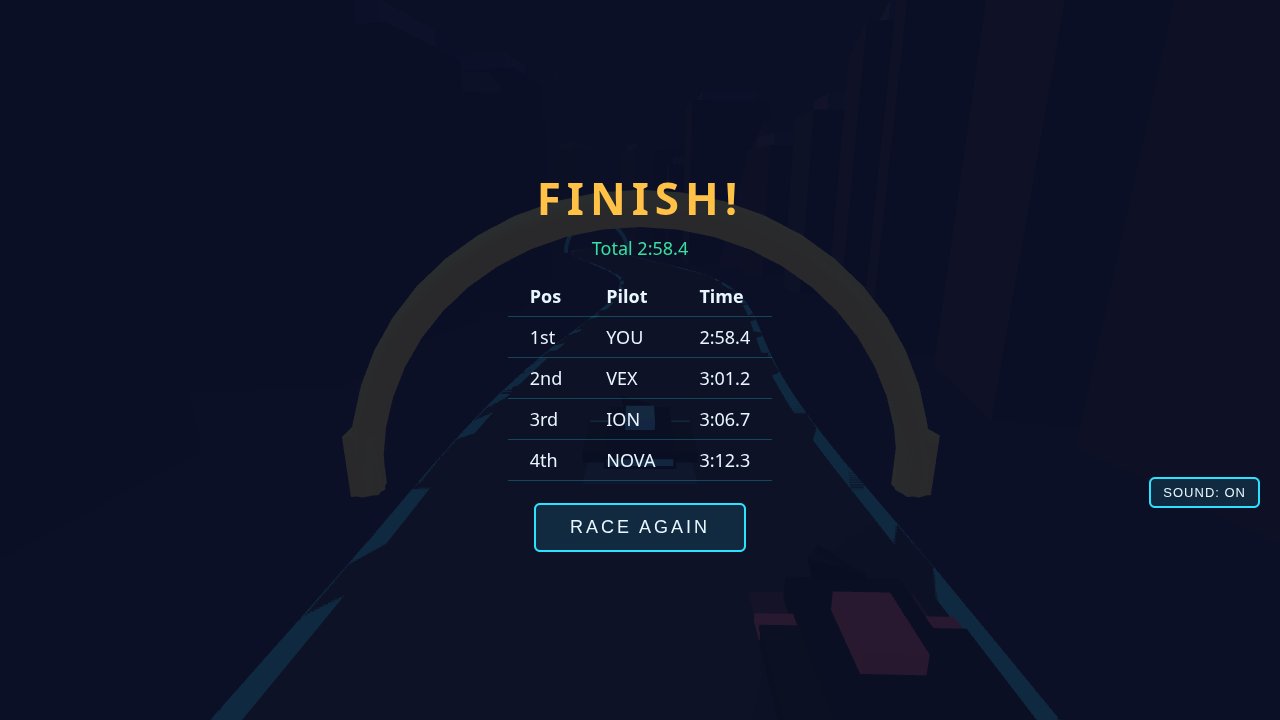 FINISH!
Total 2:58.4
Pos Pilot Time
1st YOU 2:58.4
2nd VEX 3:01.2
3rd ION 3:06.7
4th NOVA 3:12.3
SOUND: ON
RACE AGAIN